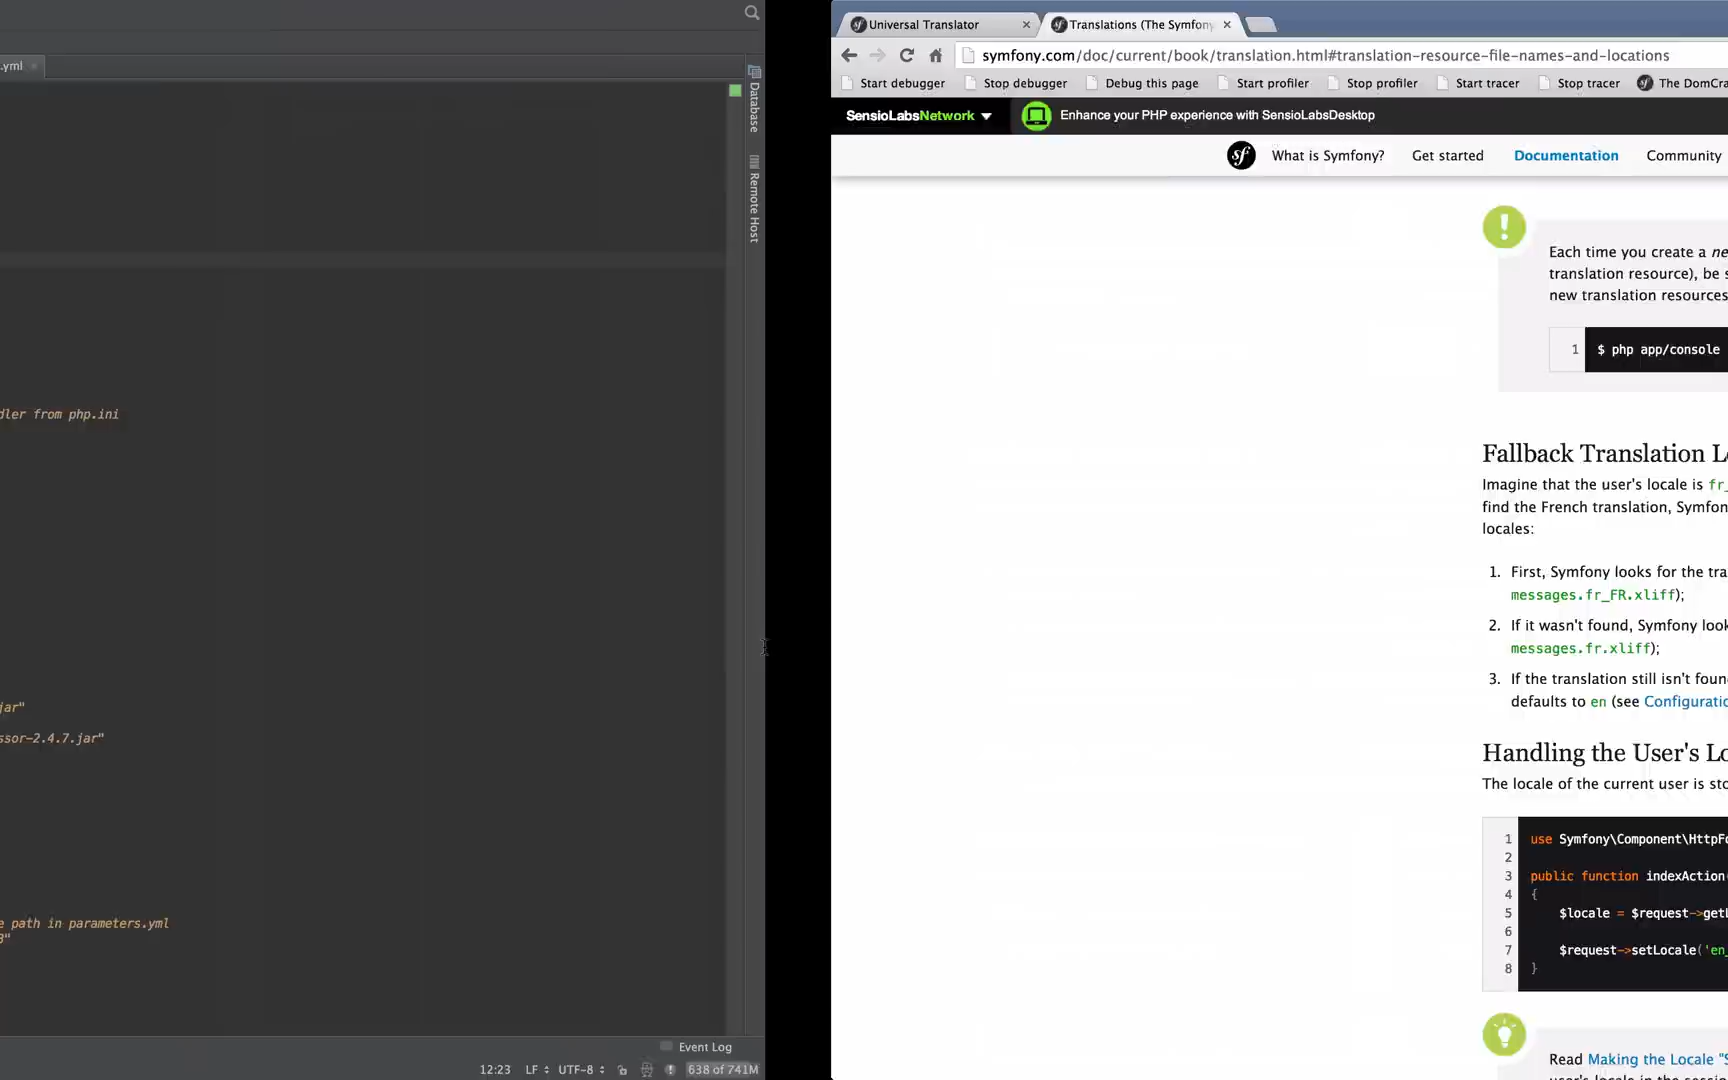 .yml
Database
Remote Host
dler from php.ini
jar"
ssor-2.4.7.jar"
e path in parameters.yml
3"
Event Log
12:23 LF UTF-8 638 of 741M
Universal Translator
Translations (The Symfony
symfony.com/doc/current/book/translation.html#translation-resource-file-names-and-locations
Start debugger Stop debugger Debug this page Start profiler Stop profiler Start tracer Stop tracer The DomCra
SensioLabsNetwork Enhance your PHP experience with SensioLabsDesktop
sf What is Symfony? Get started Documentation Community
Each time you create a ne
translation resource), be s
new translation resources
1 $ php app/console
Fallback Translation L
Imagine that the user's locale is fr_
find the French translation, Symfon
locales:
1. First, Symfony looks for the tra
messages.fr_FR.xliff);
2. If it wasn't found, Symfony look
messages.fr.xliff);
3. If the translation still isn't foun
defaults to en (see Configuratio
Handling the User's Lo
The locale of the current user is sto
1 use Symfony\Component\HttpFo
2
3 public function indexAction(
4 {
5 $locale = $request->getL
6
7 $request->setLocale('en_
8 }
Read Making the Locale "S
user's locale in the session